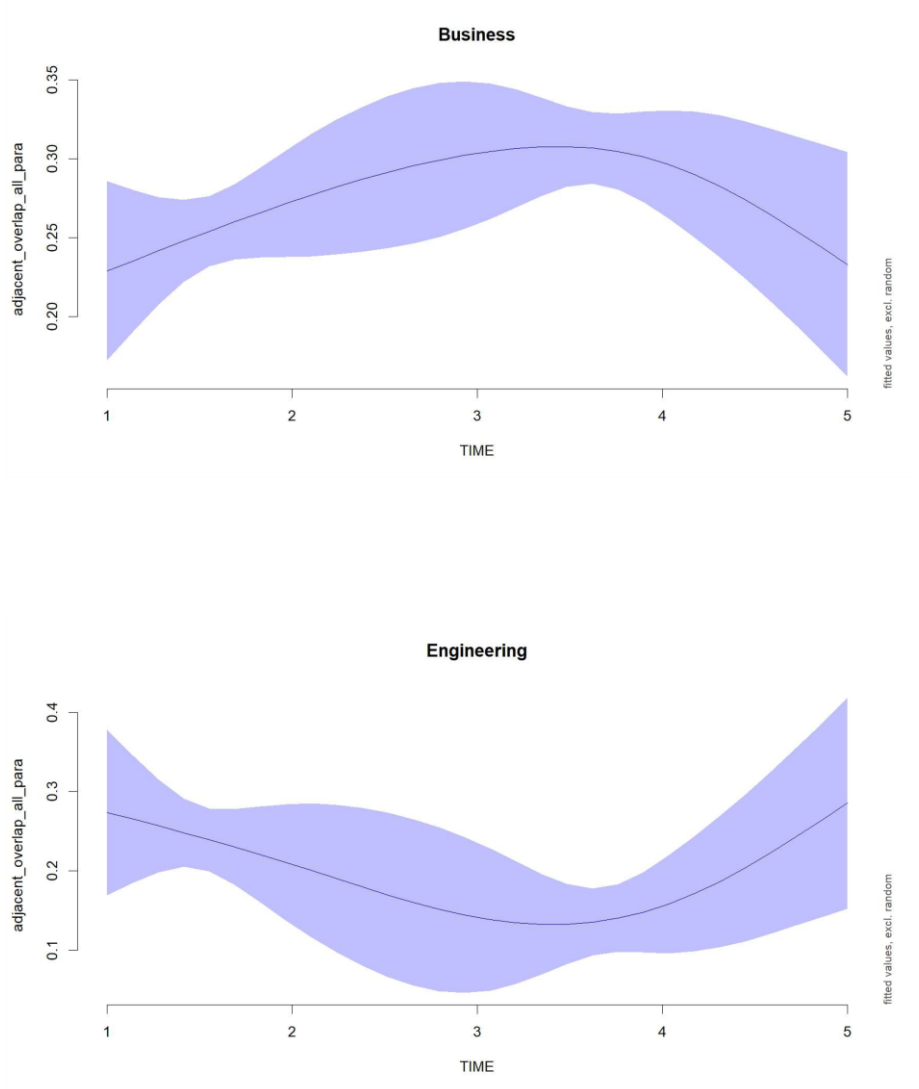 Business
adjacent_overlap_all_para
0.35
0.30
0.25
0.20
1 2 3 4 5
TIME
fitted values, excl. random
Engineering
adjacent_overlap_all_para
0.4
0.3
0.2
0.1
1 2 3 4 5
TIME
fitted values, excl. random